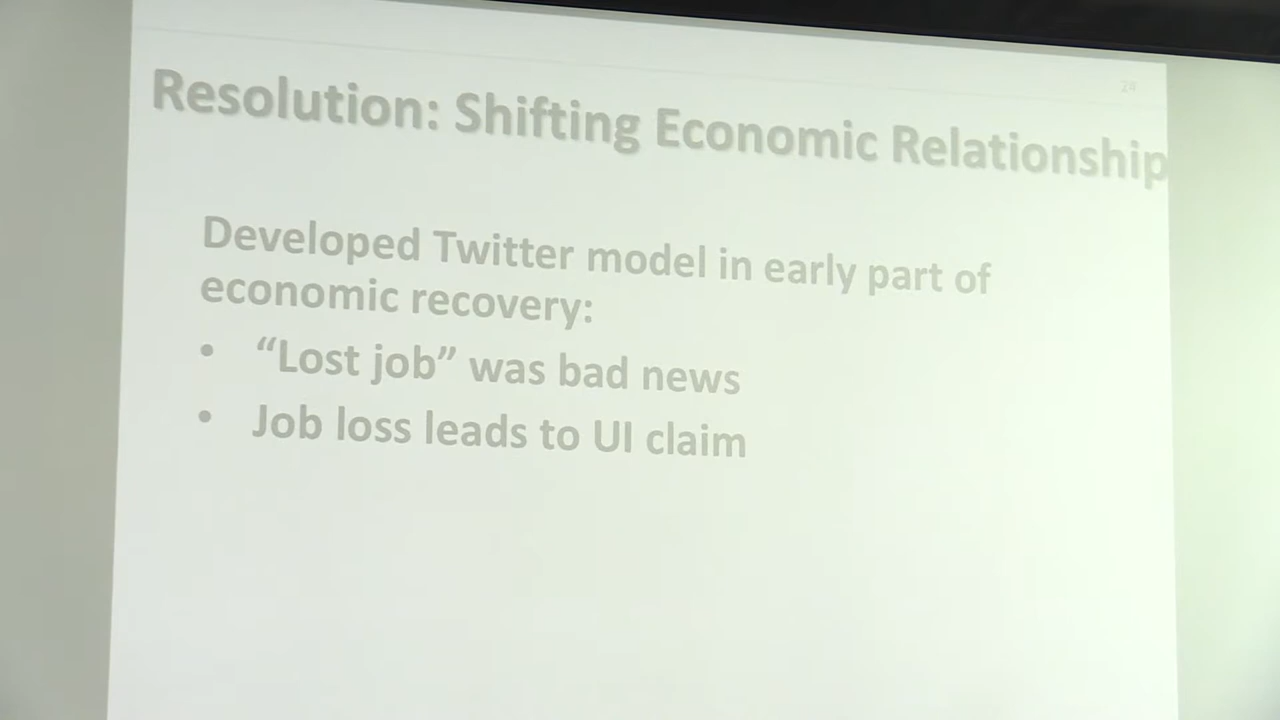 Resolution: Shifting Economic Relationship
Developed Twitter model in early part of
economic recovery:
• “Lost job” was bad news
• Job loss leads to UI claim